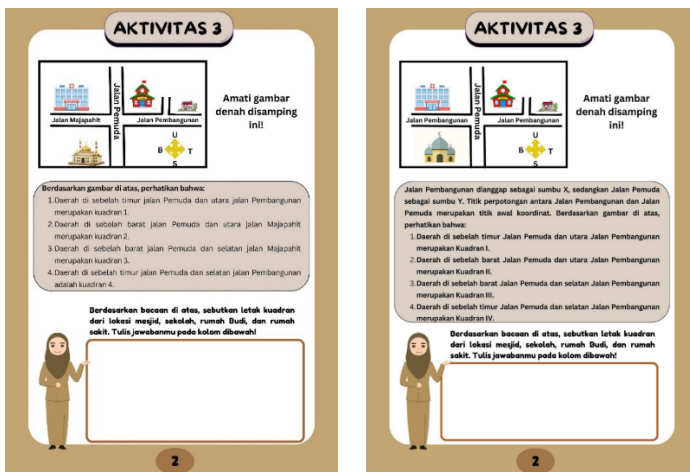 AKTIVITAS 3
Jalan Pemuda
Jalan Majapahit
Jalan Pembangunan
U
B
T
S
Amati gambar
denah disamping
ini!
Berdasarkan gambar di atas, perhatikan bahwa:
1. Daerah di sebelah timur jalan Pemuda dan utara jalan Pembangunan
merupakan kuadran 1.
2. Daerah di sebelah barat jalan Pemuda dan utara jalan Majapahit
merupakan kuadran 2.
3. Daerah di sebelah barat jalan Pemuda dan selatan jalan Majapahit
merupakan kuadran 3.
4. Daerah di sebelah timur jalan Pemuda dan selatan jalan Pembangunan
adalah kuadran 4.
Berdasarkan bacaan di atas, sebutkan letak kuadran
dari lokasi mesjid, sekolah, rumah Budi, dan rumah
sakit. Tulis jawabanmu pada kolom dibawah!
2
AKTIVITAS 3
Jalan Pemuda
Jalan Pembangunan
Jalan Pembangunan
U
B
T
S
Amati gambar
denah disamping
ini!
Jalan Pembangunan dianggap sebagai sumbu X, sedangkan Jalan Pemuda
sebagai sumbu Y. Titik perpotongan antara Jalan Pembangunan dan Jalan
Pemuda merupakan titik awal koordinat. Berdasarkan gambar di atas,
perhatikan bahwa:
1. Daerah di sebelah timur Jalan Pemuda dan utara Jalan Pembangunan
merupakan Kuadran I.
2. Daerah di sebelah barat Jalan Pemuda dan utara Jalan Pembangunan
merupakan Kuadran II.
3. Daerah di sebelah barat Jalan Pemuda dan selatan Jalan Pembangunan
merupakan Kuadran III.
4. Daerah di sebelah timur Jalan Pemuda dan selatan Jalan Pembangunan
merupakan Kuadran IV.
Berdasarkan bacaan di atas, sebutkan letak kuadran
dari lokasi mesjid, sekolah, rumah Budi, dan rumah
sakit. Tulis jawabanmu pada kolom dibawah!
2